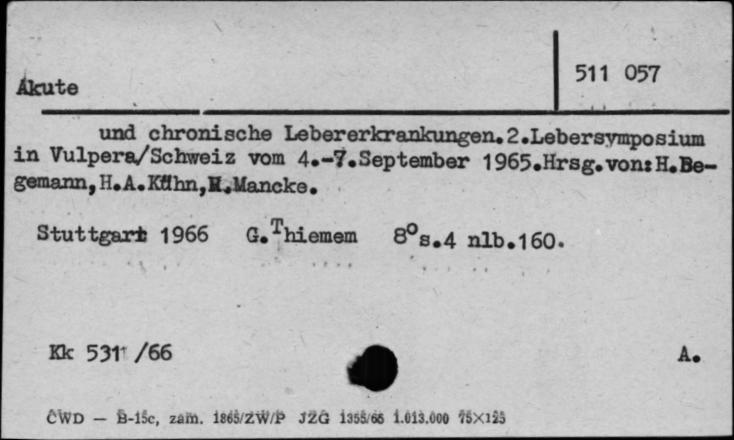 511 057
Akute
und chronische Lebererkrankungen.2.Lebersymposium
in Vulpera/Schweiz vom 4.-7.September 1965.Hrsg.von:H.Be-
gemann,H.A.Kühn,M.Mancke.
Stuttgart 1966 G.Thiemem 8°s.4 nlb.160.
Kk 531 /66
A.
CWD — B-15c, zam. 1865/ZW/P JZG 1355/66 1.013.000 75×125